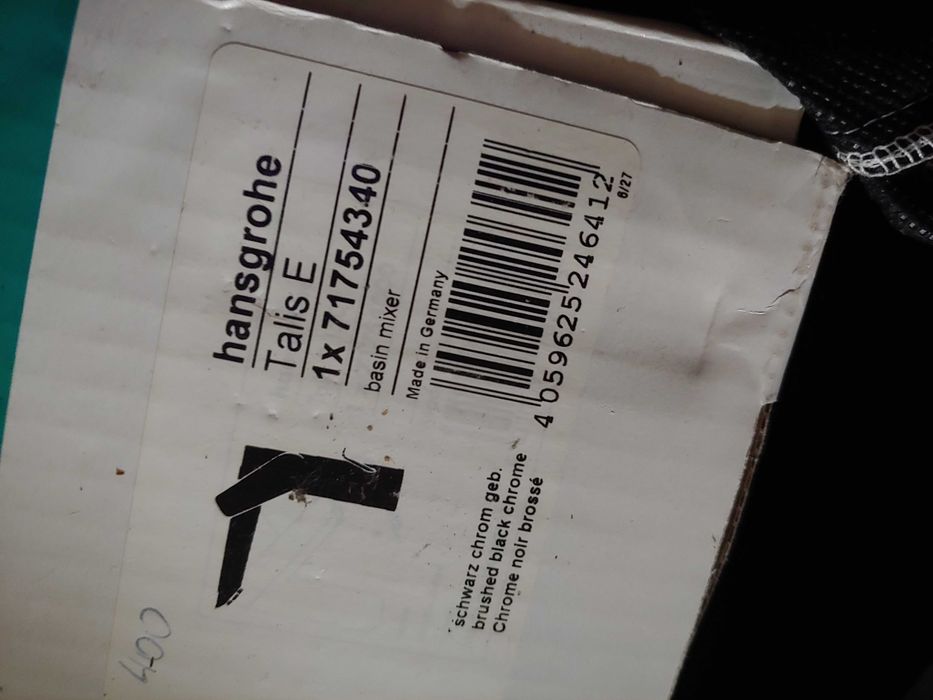 hansgrohe
Talis E
1x 71754340
basin mixer
Made in Germany
4 059625 246412
6/27
schwarz chrom geb.
brushed black chrome
Chrome noir brossé
400